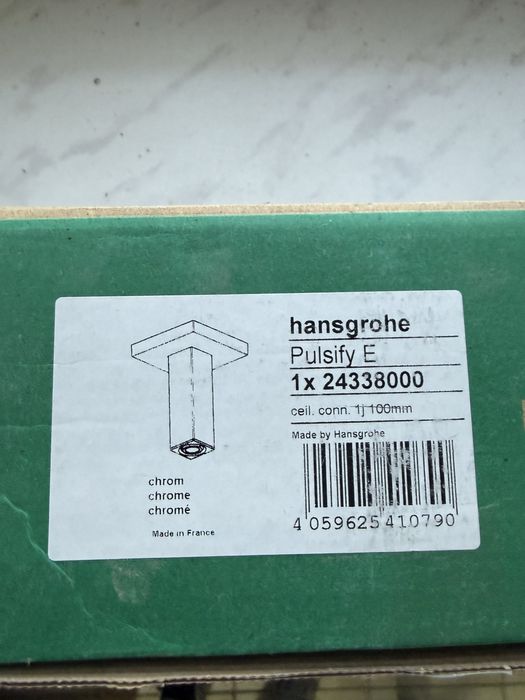 hansgrohe
Pulsify E
1x 24338000
ceil. conn. 1j 100mm
Made by Hansgrohe
4 059625 410790
chrom
chrome
chromé
Made in France